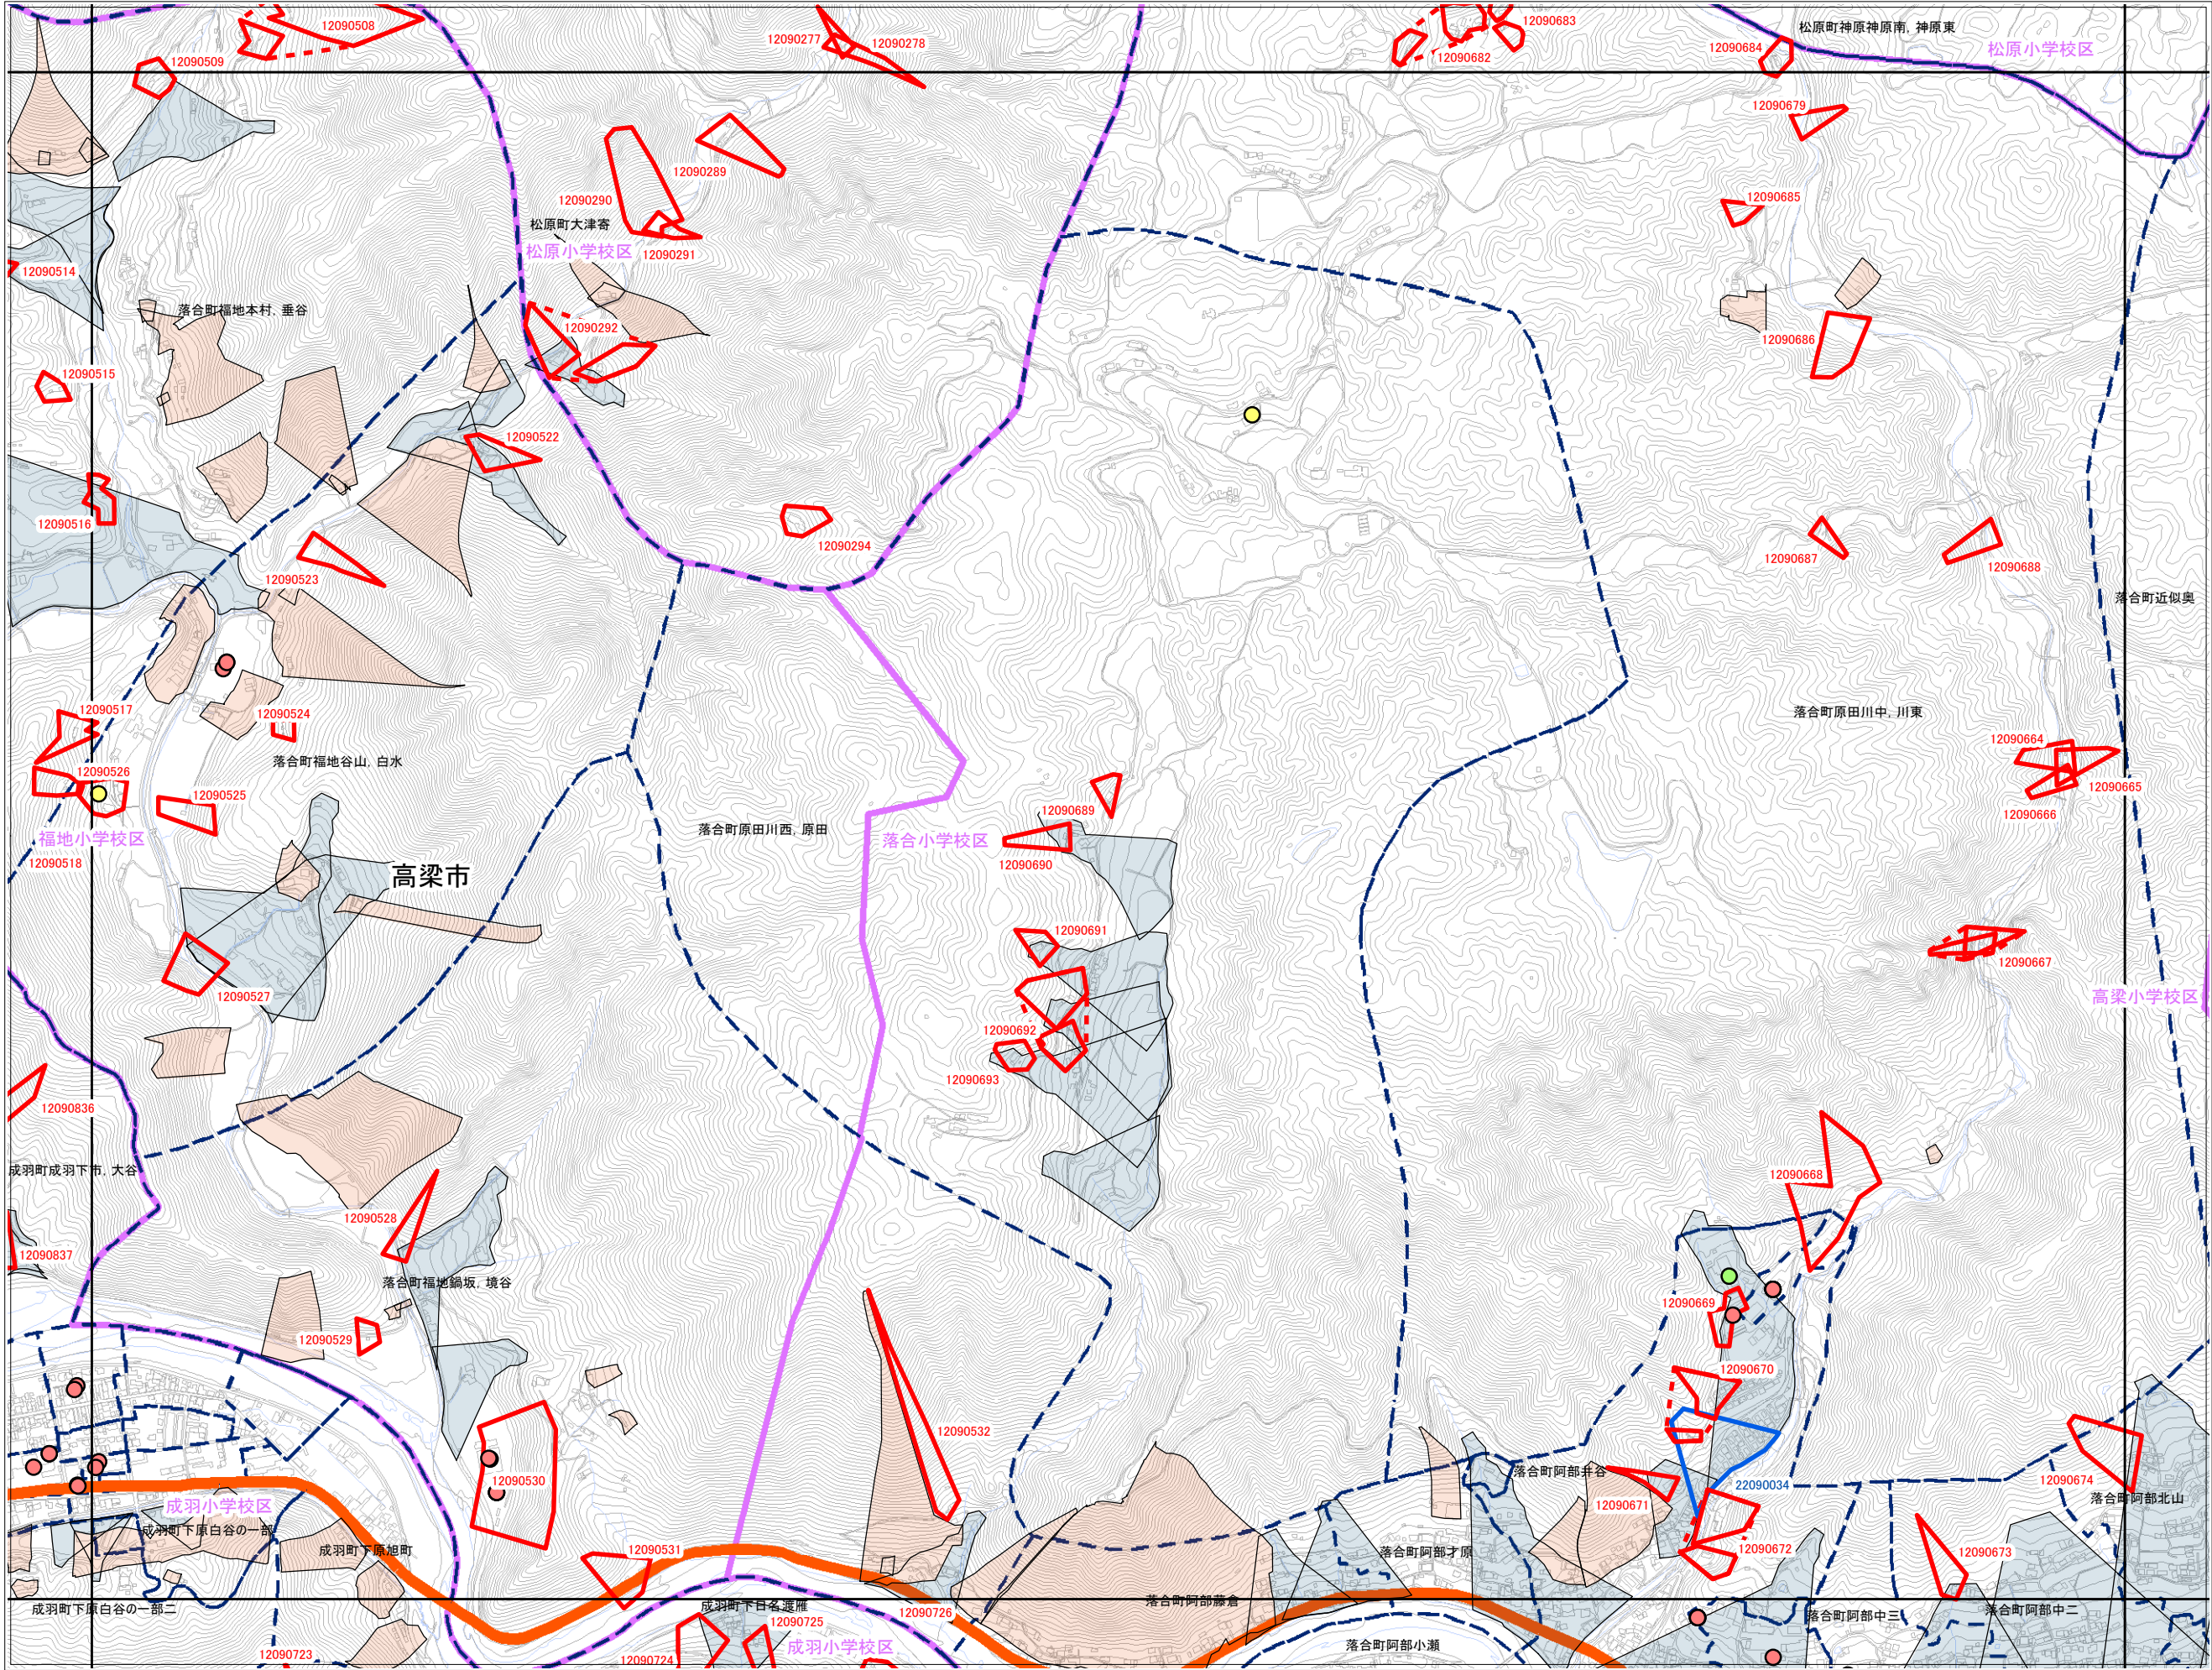 12090508
12090277
12090278
12090683
12090682
松原町神原神原南, 神原東
12090684
松原小学校区
12090509
12090679
12090289
12090290
松原町大津寄
松原小学校区
12090291
12090685
12090514
落合町福地本村, 垂谷
12090292
12090686
12090515
12090522
12090516
12090294
12090687
12090688
12090523
落合町近似奥
12090517
12090524
落合町原田川中, 川東
12090664
落合町福地谷山, 白水
12090526
12090665
12090525
12090689
12090666
福地小学校区
落合町原田川西, 原田
落合小学校区
12090518
12090690
高梁市
12090691
12090667
12090527
高梁小学校区
12090692
12090693
12090836
成羽町成羽下市, 大谷
12090668
12090528
12090837
落合町福地鍋坂, 境谷
12090669
12090529
12090670
12090532
落合町阿部井谷
12090530
12090674
22090034
12090671
落合町阿部北山
成羽小学校区
成羽町下原白谷の一部
12090531
成羽町下原旭町
落合町阿部才原
12090672
12090673
落合町阿部藤倉
成羽町下日名渡雁
成羽町下原白谷の一部二
12090726
落合町阿部中三
落合町阿部中二
12090725
成羽小学校区
落合町阿部小瀬
12090723
12090724